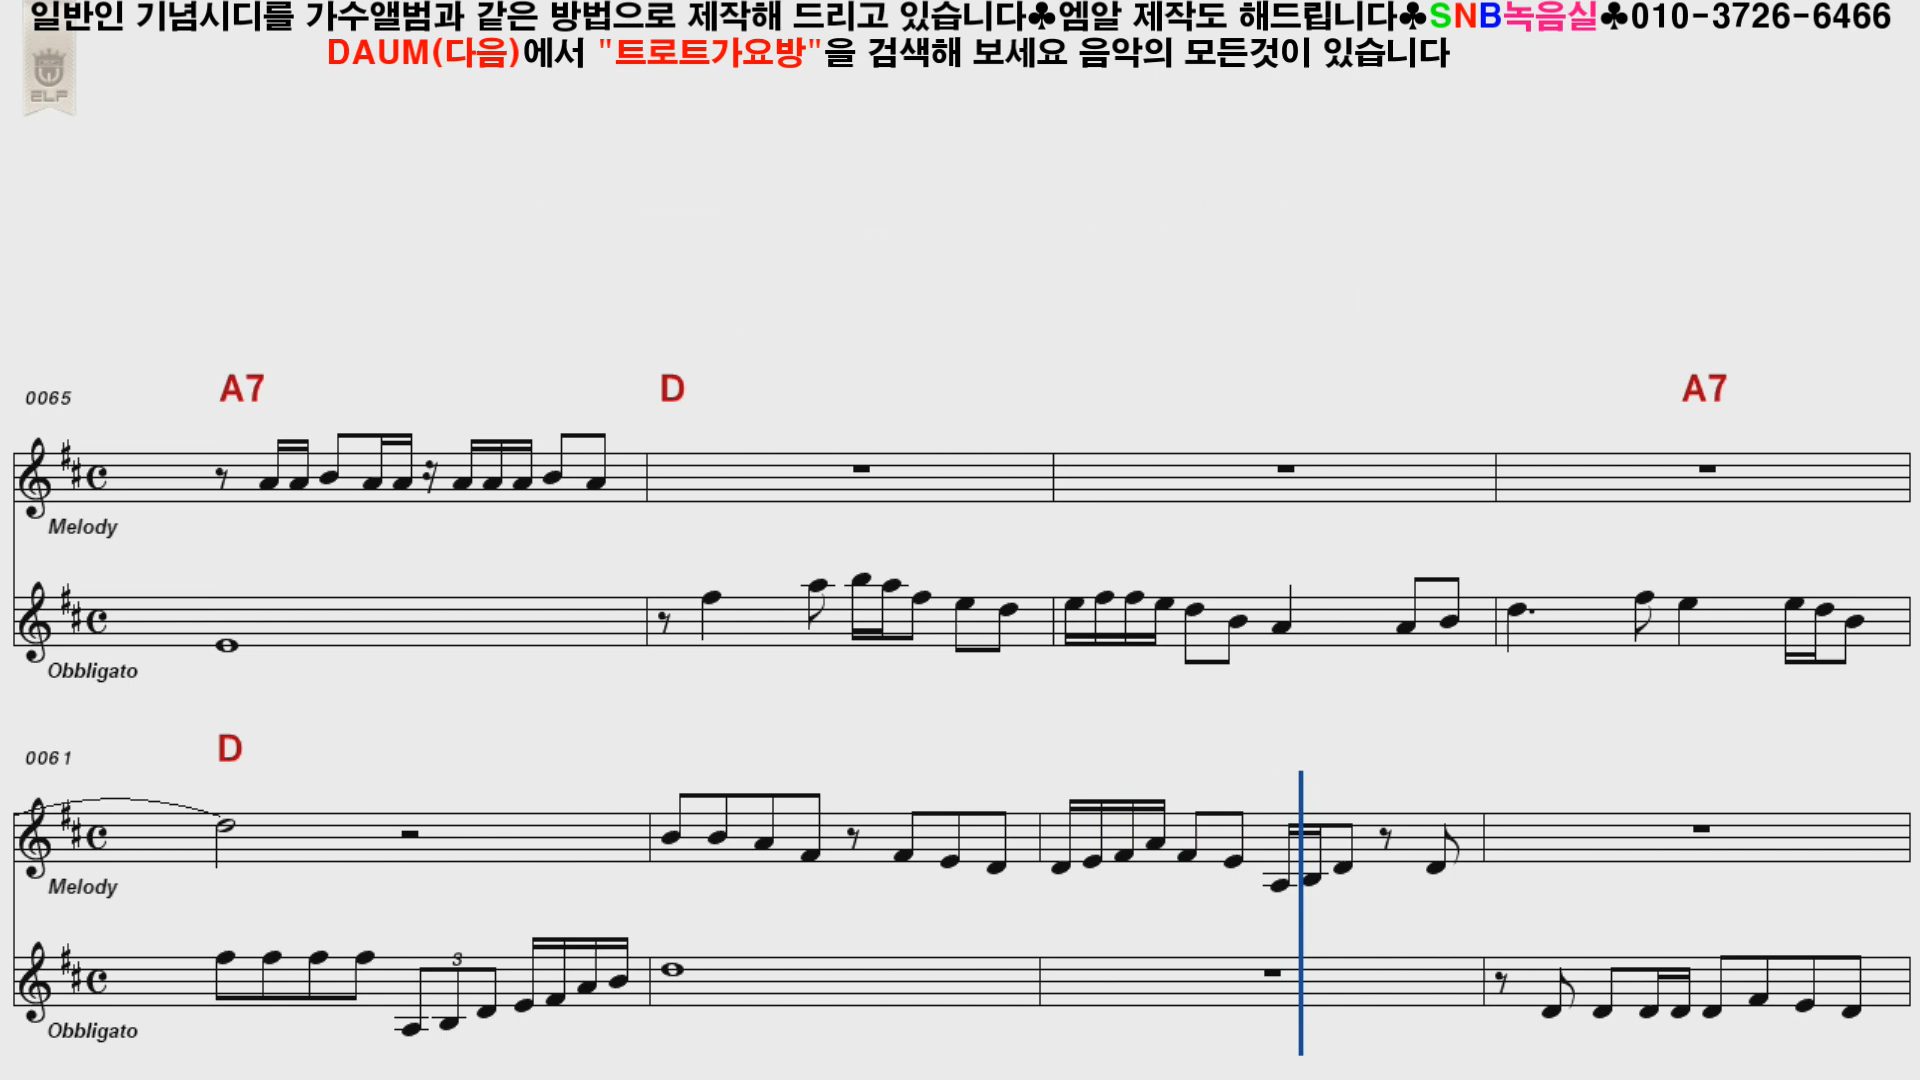 일반인 기념시디를 가수앨범과 같은 방법으로 제작해 드리고 있습니다♣엠알 제작도 해드립니다♣SNB녹음실♣010-3726-6466
DAUM(다음)에서 "트로트가요방"을 검색해 보세요 음악의 모든것이 있습니다
ELF
0065 A7 D A7
Melody
Obbligato
0061 D
Melody
3
Obbligato